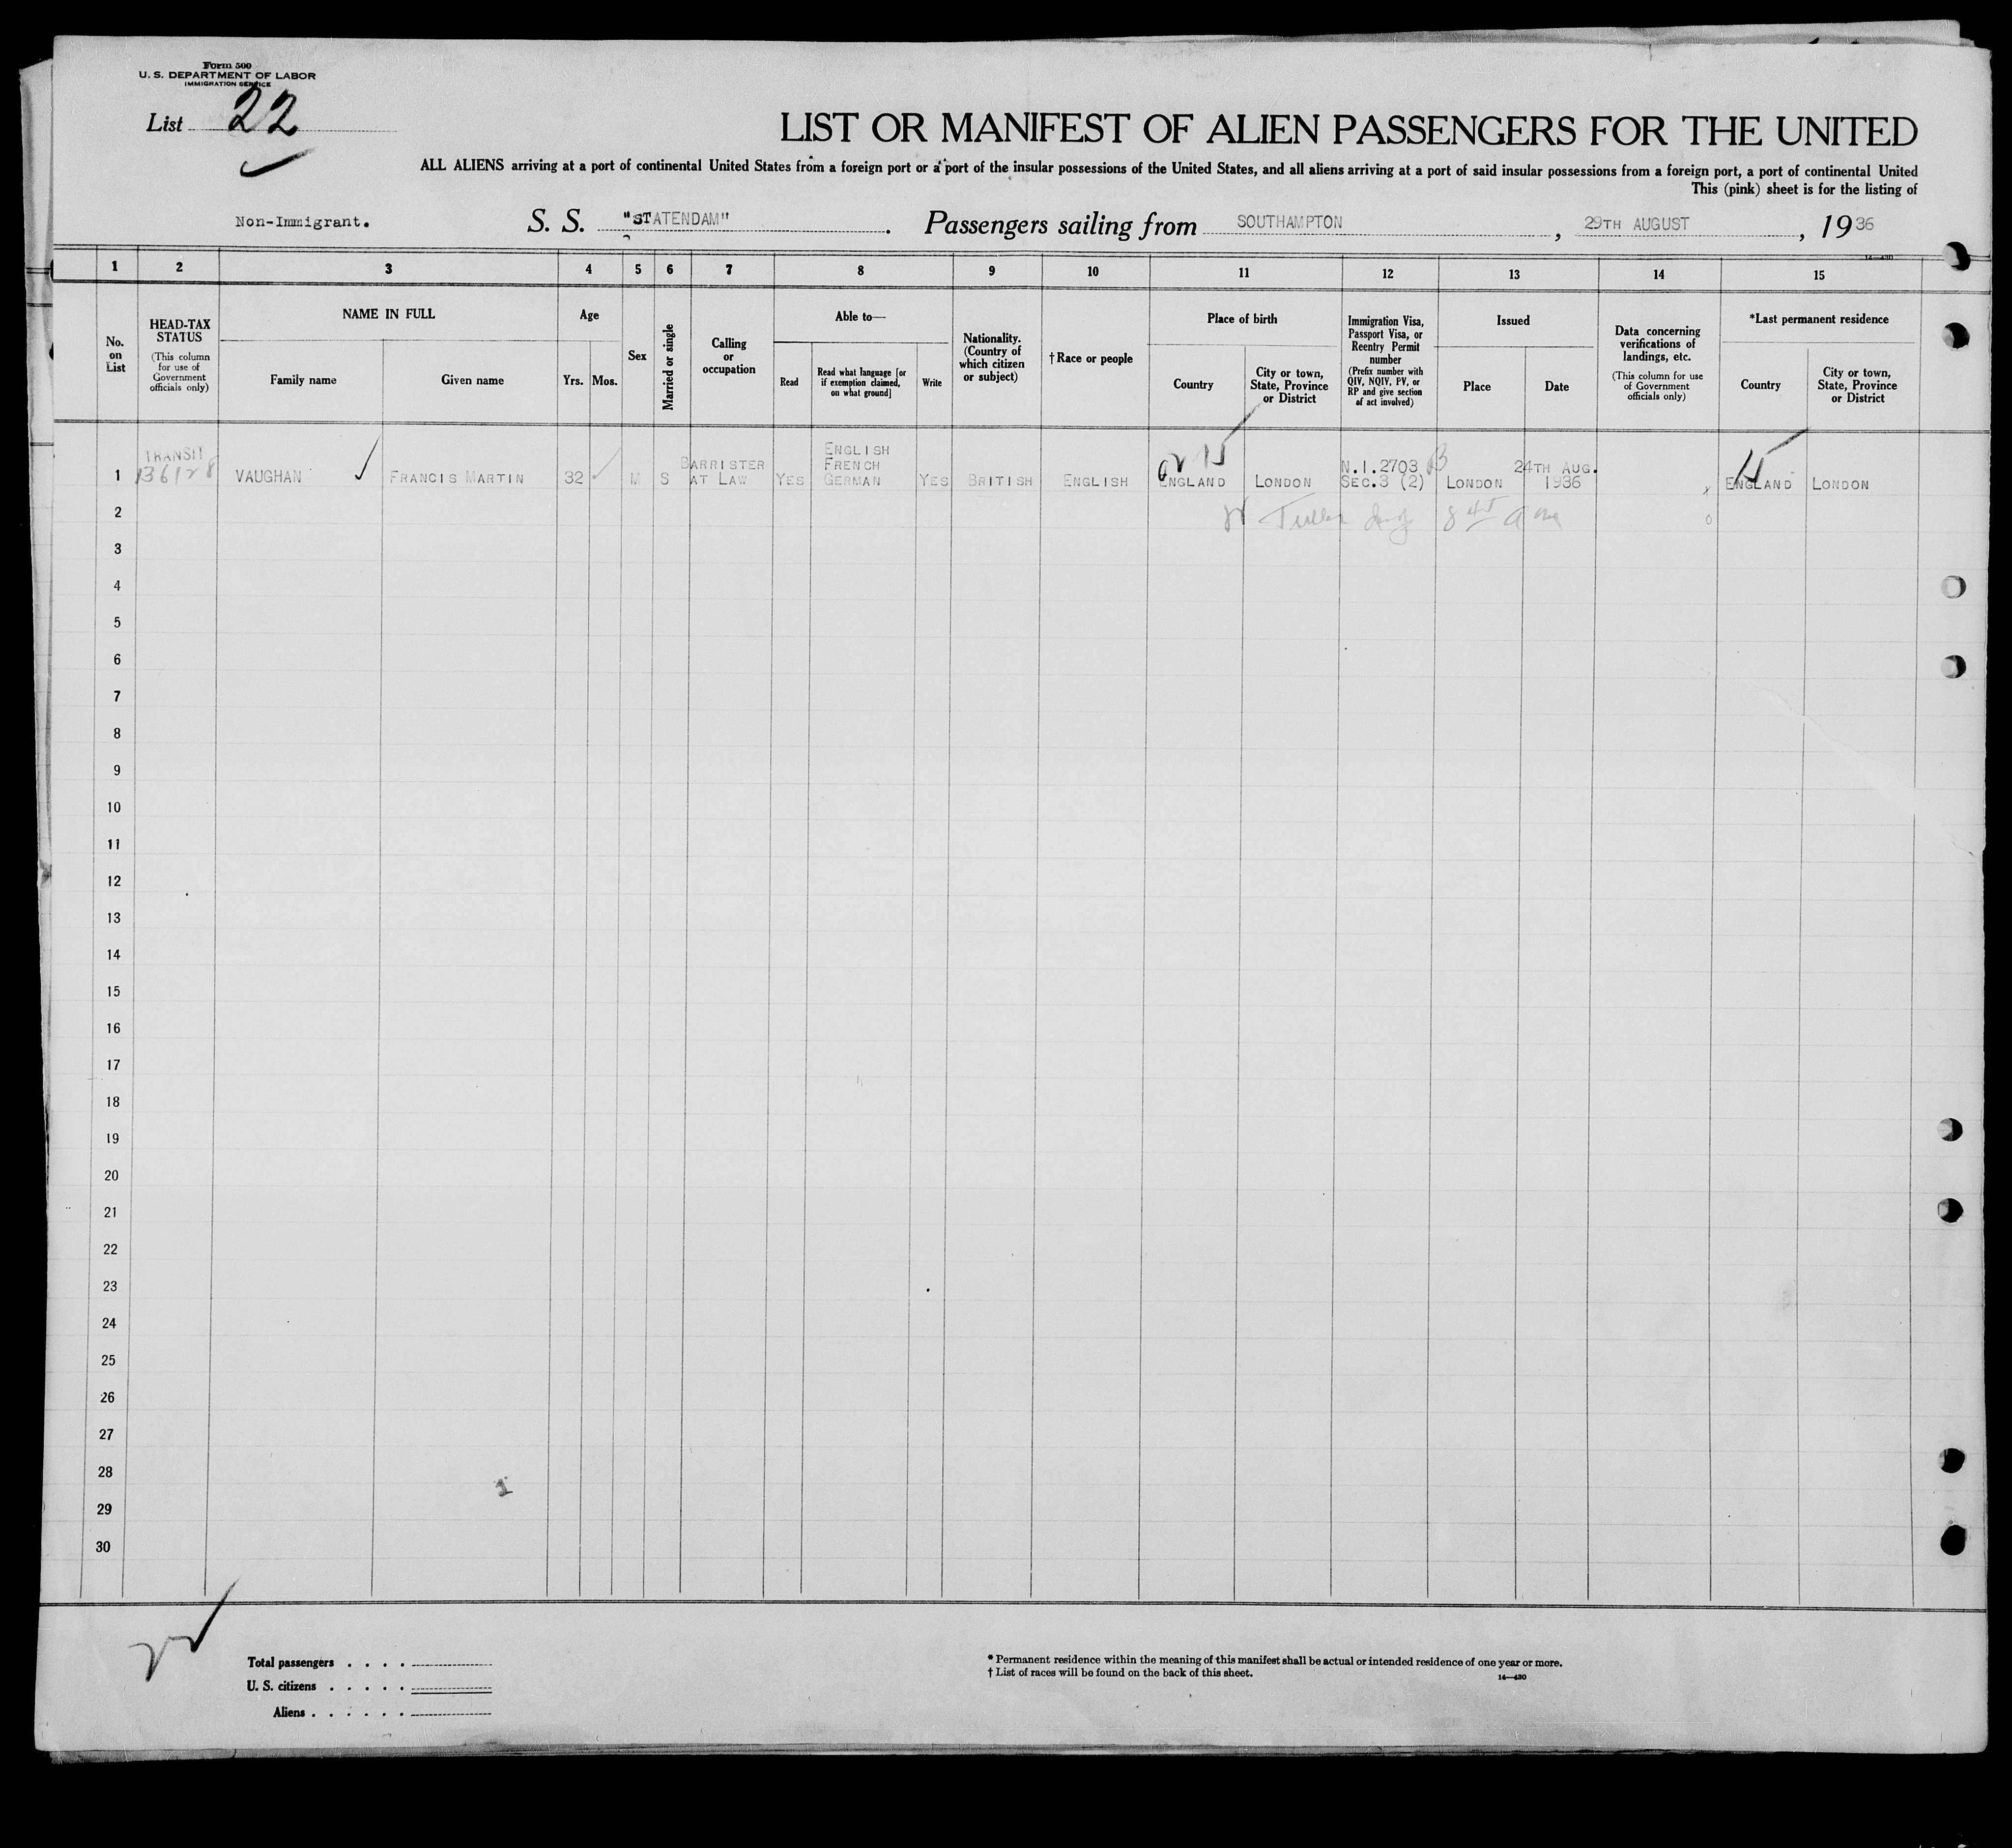 Form 500
U. S. DEPARTMENT OF LABOR
IMMIGRATION SERVICE
List 22
LIST OR MANIFEST OF ALIEN PASSENGERS FOR THE UNITED
ALL ALIENS arriving at a port of continental United States from a foreign port or a port of the insular possessions of the United States, and all aliens arriving at a port of said insular possessions from a foreign port, a port of continental United
This (pink) sheet is for the listing of
Non-Immigrant. S. S. "STATENDAM" . Passengers sailing from SOUTHAMPTON , 29TH AUGUST , 1936
14—430
1 2 3 4 5 6 7 8 9 10 11 12 13 14 15
No. on List
HEAD-TAX STATUS
(This column for use of Government officials only)
NAME IN FULL
Family name
Given name
Age
Yrs.
Mos.
Sex
Married or single
Calling or occupation
Able to—
Read
Read what language [or if exemption claimed, on what ground]
Write
Nationality. (Country of which citizen or subject)
†Race or people
Place of birth
Country
City or town, State, Province or District
Immigration Visa, Passport Visa, or Reentry Permit number
(Prefix number with QIV, NQIV, PV, or RP and give section of act involved)
Issued
Place
Date
Data concerning verifications of landings, etc.
(This column for use of Government officials only)
*Last permanent residence
Country
City or town, State, Province or District
1 TRANSIT 136128 VAUGHAN FRANCIS MARTIN 32 M S BARRISTER AT LAW YES ENGLISH FRENCH GERMAN YES BRITISH ENGLISH ENGLAND LONDON N.I.2703 SEC.3 (2) LONDON 24TH AUG. 1936 ENGLAND LONDON
2
3
4
5
6
7
8
9
10
11
12
13
14
15
16
17
18
19
20
21
22
23
24
25
26
27
28
29
30
Total passengers . . . .
U. S. citizens . . . . .
Aliens . . . . . .
* Permanent residence within the meaning of this manifest shall be actual or intended residence of one year or more.
† List of races will be found on the back of this sheet.
14—430